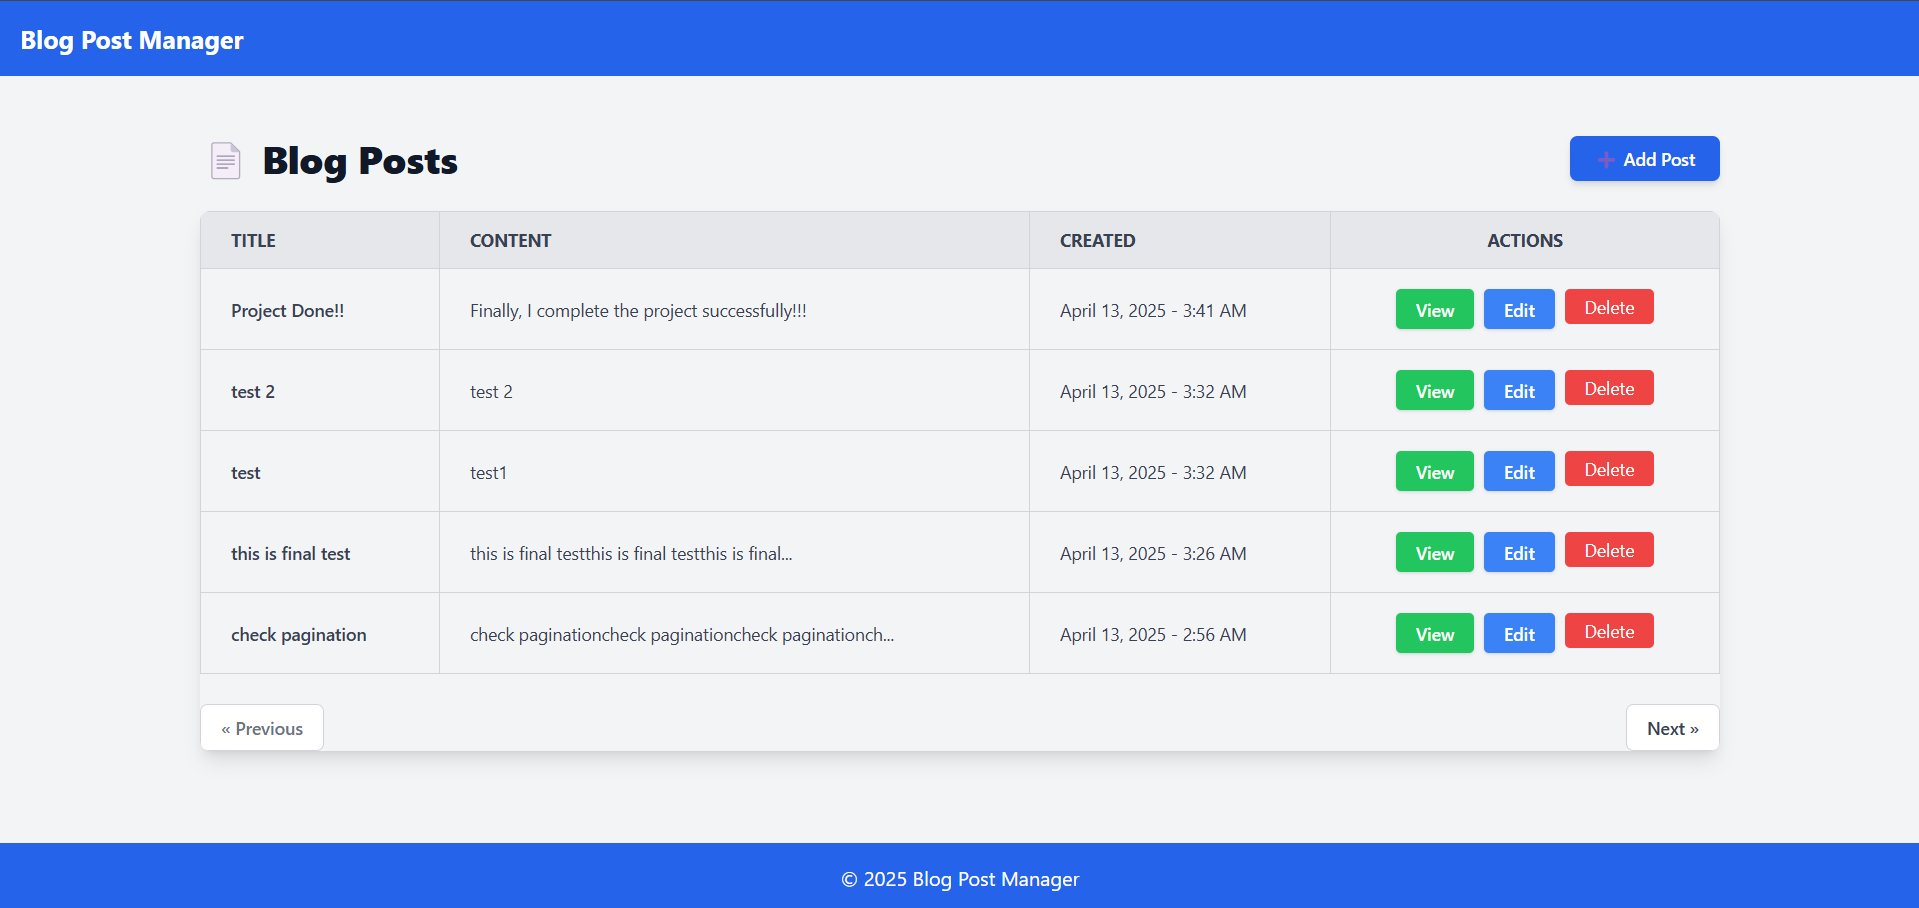 Blog Post Manager
Blog Posts
Add Post
TITLE CONTENT CREATED ACTIONS
Project Done!! Finally, I complete the project successfully!!! April 13, 2025 - 3:41 AM View Edit Delete
test 2 test 2 April 13, 2025 - 3:32 AM View Edit Delete
test test1 April 13, 2025 - 3:32 AM View Edit Delete
this is final test this is final testthis is final testthis is final... April 13, 2025 - 3:26 AM View Edit Delete
check pagination check paginationcheck paginationcheck paginationch... April 13, 2025 - 2:56 AM View Edit Delete
« Previous Next »
© 2025 Blog Post Manager